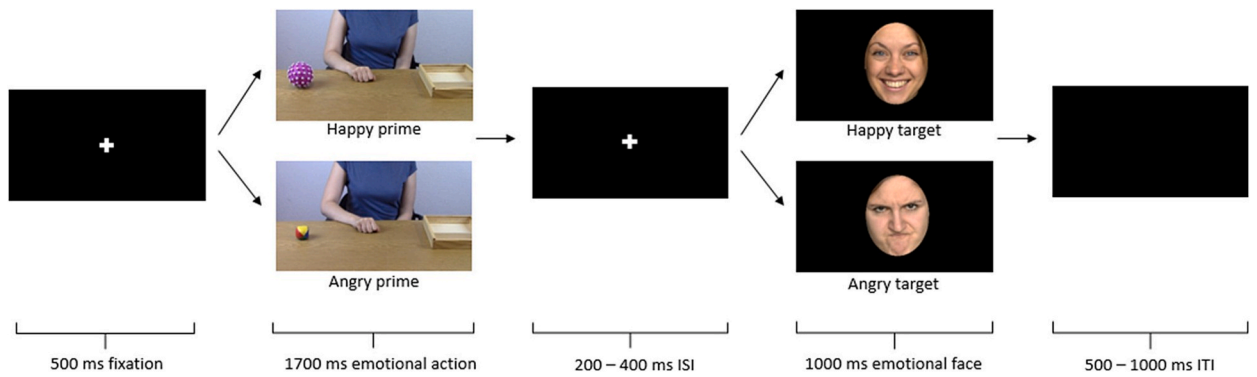 Happy prime
Happy target
Angry prime
Angry target
500 ms fixation
1700 ms emotional action
200 – 400 ms ISI
1000 ms emotional face
500 – 1000 ms ITI